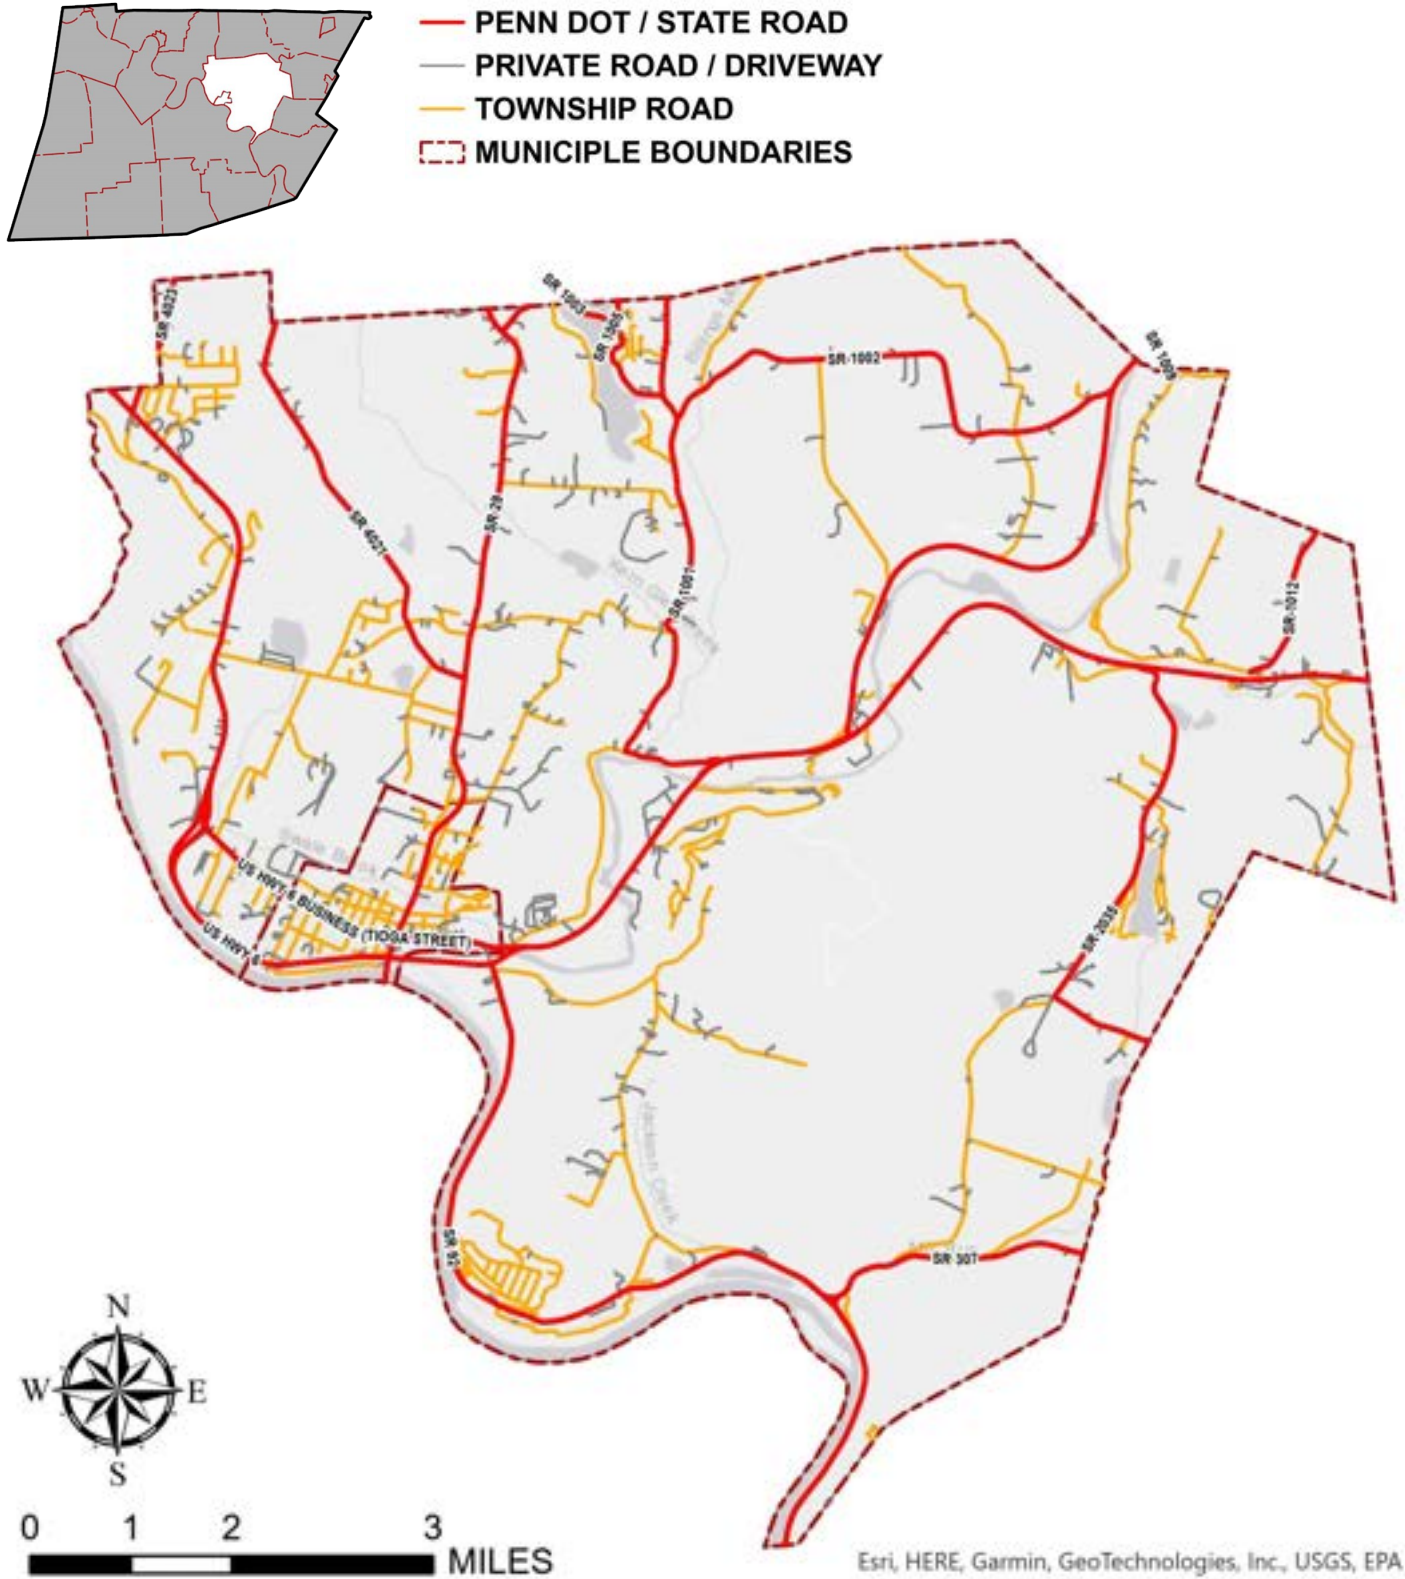 PENN DOT / STATE ROAD
PRIVATE ROAD / DRIVEWAY
TOWNSHIP ROAD
MUNICIPLE BOUNDARIES
SR 4023
SR 1003
SR 1005
SR-1002
SR 1009
SR 4021
SR-29
SR-1001
SR-1012
US HWY 6 BUSINESS (TIOGA STREET)
US HWY 6
SR-2035
Jackson Creek
SR 92
SR 307
N
W
E
S
0 1 2 3
MILES
Esri, HERE, Garmin, GeoTechnologies, Inc., USGS, EPA